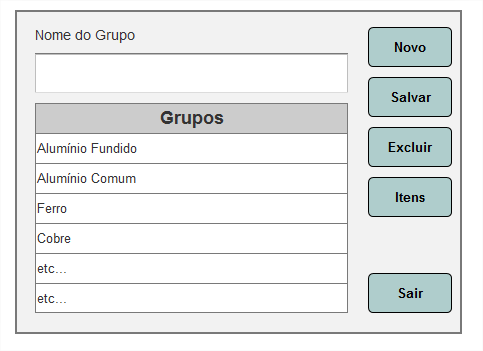 Nome do Grupo
Novo
Salvar
Grupos
Alumínio Fundido
Excluir
Alumínio Comum
Itens
Ferro
Cobre
etc...
etc...
Sair